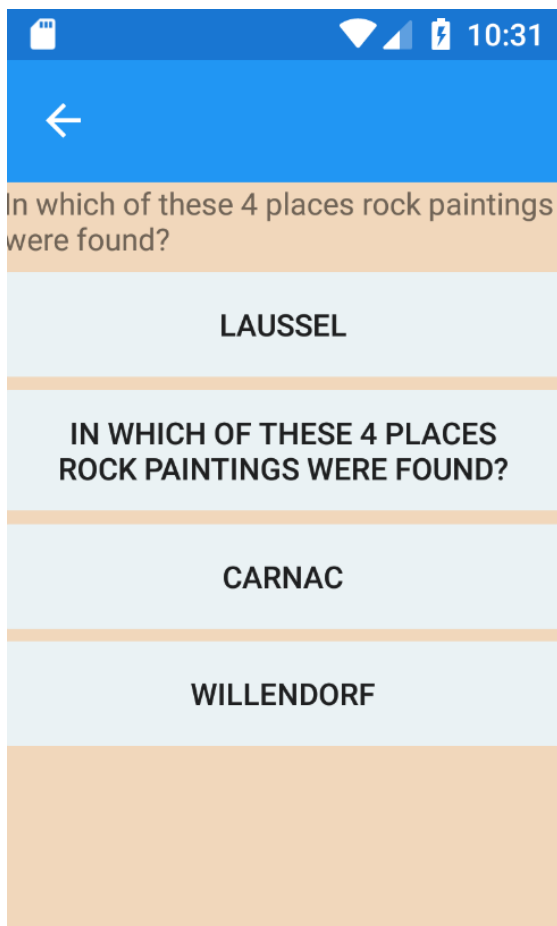 10:31
In which of these 4 places rock paintings
were found?
LAUSSEL
IN WHICH OF THESE 4 PLACES
ROCK PAINTINGS WERE FOUND?
CARNAC
WILLENDORF